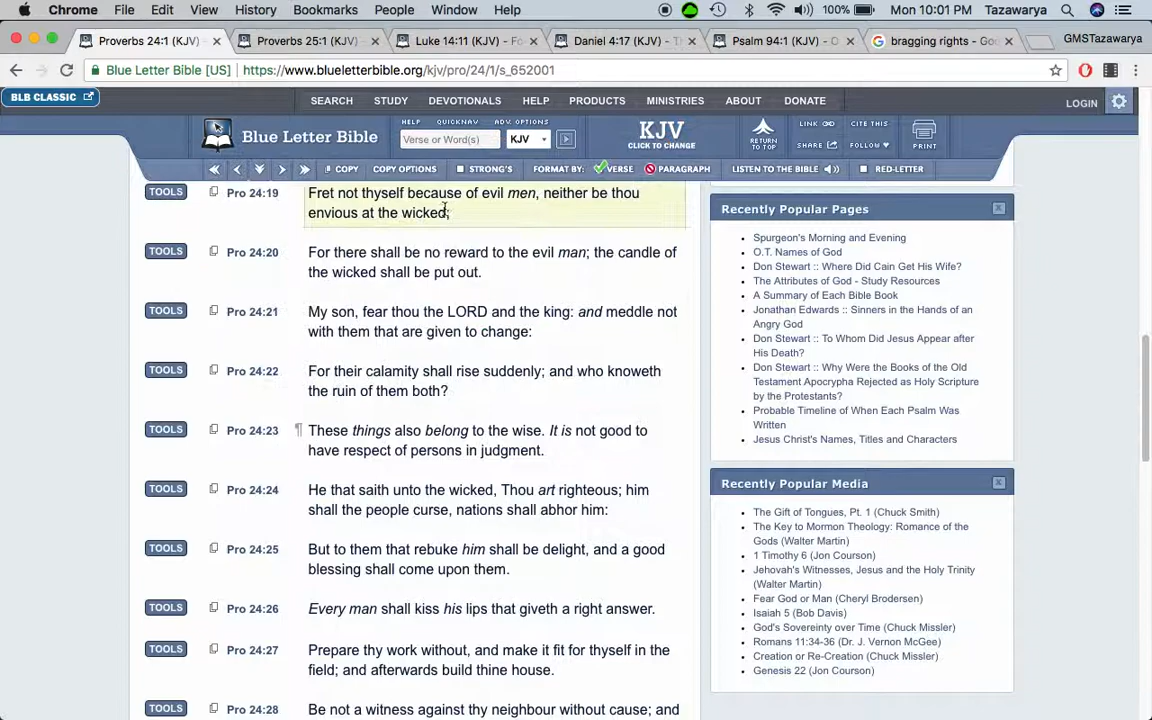 Chrome File Edit View History Bookmarks People Window Help 100% Mon 10:01 PM Tazawarya
Proverbs 24:1 (KJV) Proverbs 25:1 (KJV) Luke 14:11 (KJV) - Fo Daniel 4:17 (KJV) - T Psalm 94:1 (KJV) - O G bragging rights - Goo GMSTazawarya
Blue Letter Bible [US] https://www.blueletterbible.org/kjv/pro/24/1/s_652001
BLB CLASSIC
SEARCH STUDY DEVOTIONALS HELP PRODUCTS MINISTRIES ABOUT DONATE LOGIN
Blue Letter Bible
HELP QUICKNAV ADV. OPTIONS
Verse or Word(s) KJV
KJV
CLICK TO CHANGE
RETURN
TO TOP
LINK CITE THIS
SHARE FOLLOW
PRINT
COPY COPY OPTIONS STRONG'S FORMAT BY: VERSE PARAGRAPH LISTEN TO THE BIBLE RED-LETTER
TOOLS Pro 24:19 Fret not thyself because of evil men, neither be thou
envious at the wicked;
TOOLS Pro 24:20 For there shall be no reward to the evil man; the candle of
the wicked shall be put out.
TOOLS Pro 24:21 My son, fear thou the LORD and the king: and meddle not
with them that are given to change:
TOOLS Pro 24:22 For their calamity shall rise suddenly; and who knoweth
the ruin of them both?
TOOLS Pro 24:23 ¶ These things also belong to the wise. It is not good to
have respect of persons in judgment.
TOOLS Pro 24:24 He that saith unto the wicked, Thou art righteous; him
shall the people curse, nations shall abhor him:
TOOLS Pro 24:25 But to them that rebuke him shall be delight, and a good
blessing shall come upon them.
TOOLS Pro 24:26 Every man shall kiss his lips that giveth a right answer.
TOOLS Pro 24:27 Prepare thy work without, and make it fit for thyself in the
field; and afterwards build thine house.
TOOLS Pro 24:28 Be not a witness against thy neighbour without cause; and
Recently Popular Pages
Spurgeon's Morning and Evening
O.T. Names of God
Don Stewart :: Where Did Cain Get His Wife?
The Attributes of God - Study Resources
A Summary of Each Bible Book
Jonathan Edwards :: Sinners in the Hands of an
Angry God
Don Stewart :: To Whom Did Jesus Appear after
His Death?
Don Stewart :: Why Were the Books of the Old
Testament Apocrypha Rejected as Holy Scripture
by the Protestants?
Probable Timeline of When Each Psalm Was
Written
Jesus Christ's Names, Titles and Characters
Recently Popular Media
The Gift of Tongues, Pt. 1 (Chuck Smith)
The Key to Mormon Theology: Romance of the
Gods (Walter Martin)
1 Timothy 6 (Jon Courson)
Jehovah's Witnesses, Jesus and the Holy Trinity
(Walter Martin)
Fear God or Man (Cheryl Brodersen)
Isaiah 5 (Bob Davis)
God's Sovereinty over Time (Chuck Missler)
Romans 11:34-36 (Dr. J. Vernon McGee)
Creation or Re-Creation (Chuck Missler)
Genesis 22 (Jon Courson)